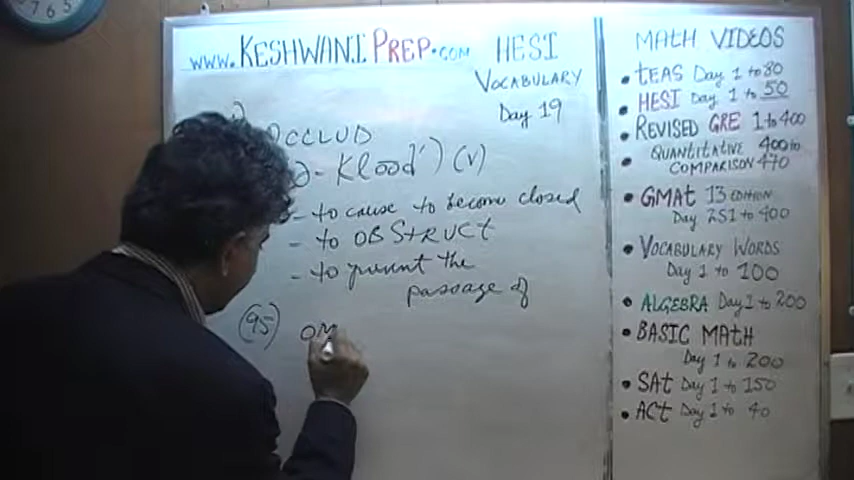 www.KESHWANIPREP.com
HESI
VOCABULARY
Day 19
- to cause to become closed
- to OBSTRUCT
- to prevent the
passage of
(95)
MATH VIDEOS
• TEAS Day 1 to 80
• HESI Day 1 to 50
• REVISED GRE 1 to 400
• QUANTITATIVE 400 to
COMPARISON 470
• GMAT 13 EDITION
Day 251 to 400
• VOCABULARY WORDS
Day 1 to 100
• ALGEBRA Day 1 to 200
• BASIC MATH
Day 1 to 200
• SAT Day 1 to 150
• ACT Day 1 to 40
7 6 5